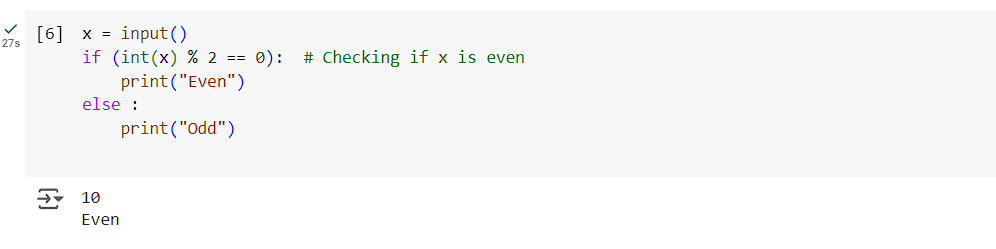 [6] x = input()
27s
if (int(x) % 2 == 0):  # Checking if x is even
    print("Even")
else :
    print("Odd")
10
Even